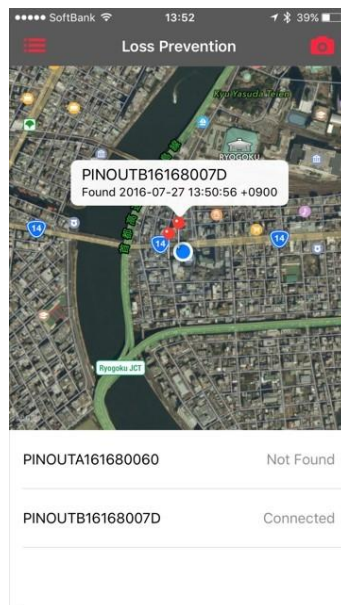 SoftBank 13:52 39%
Loss Prevention
Kyu Yasuda Teien
RYOGOKU
PINOUTB16168007D
Found 2016-07-27 13:50:56 +0900
14
14
14
Ryogoku JCT
PINOUTA161680060 Not Found
PINOUTB16168007D Connected